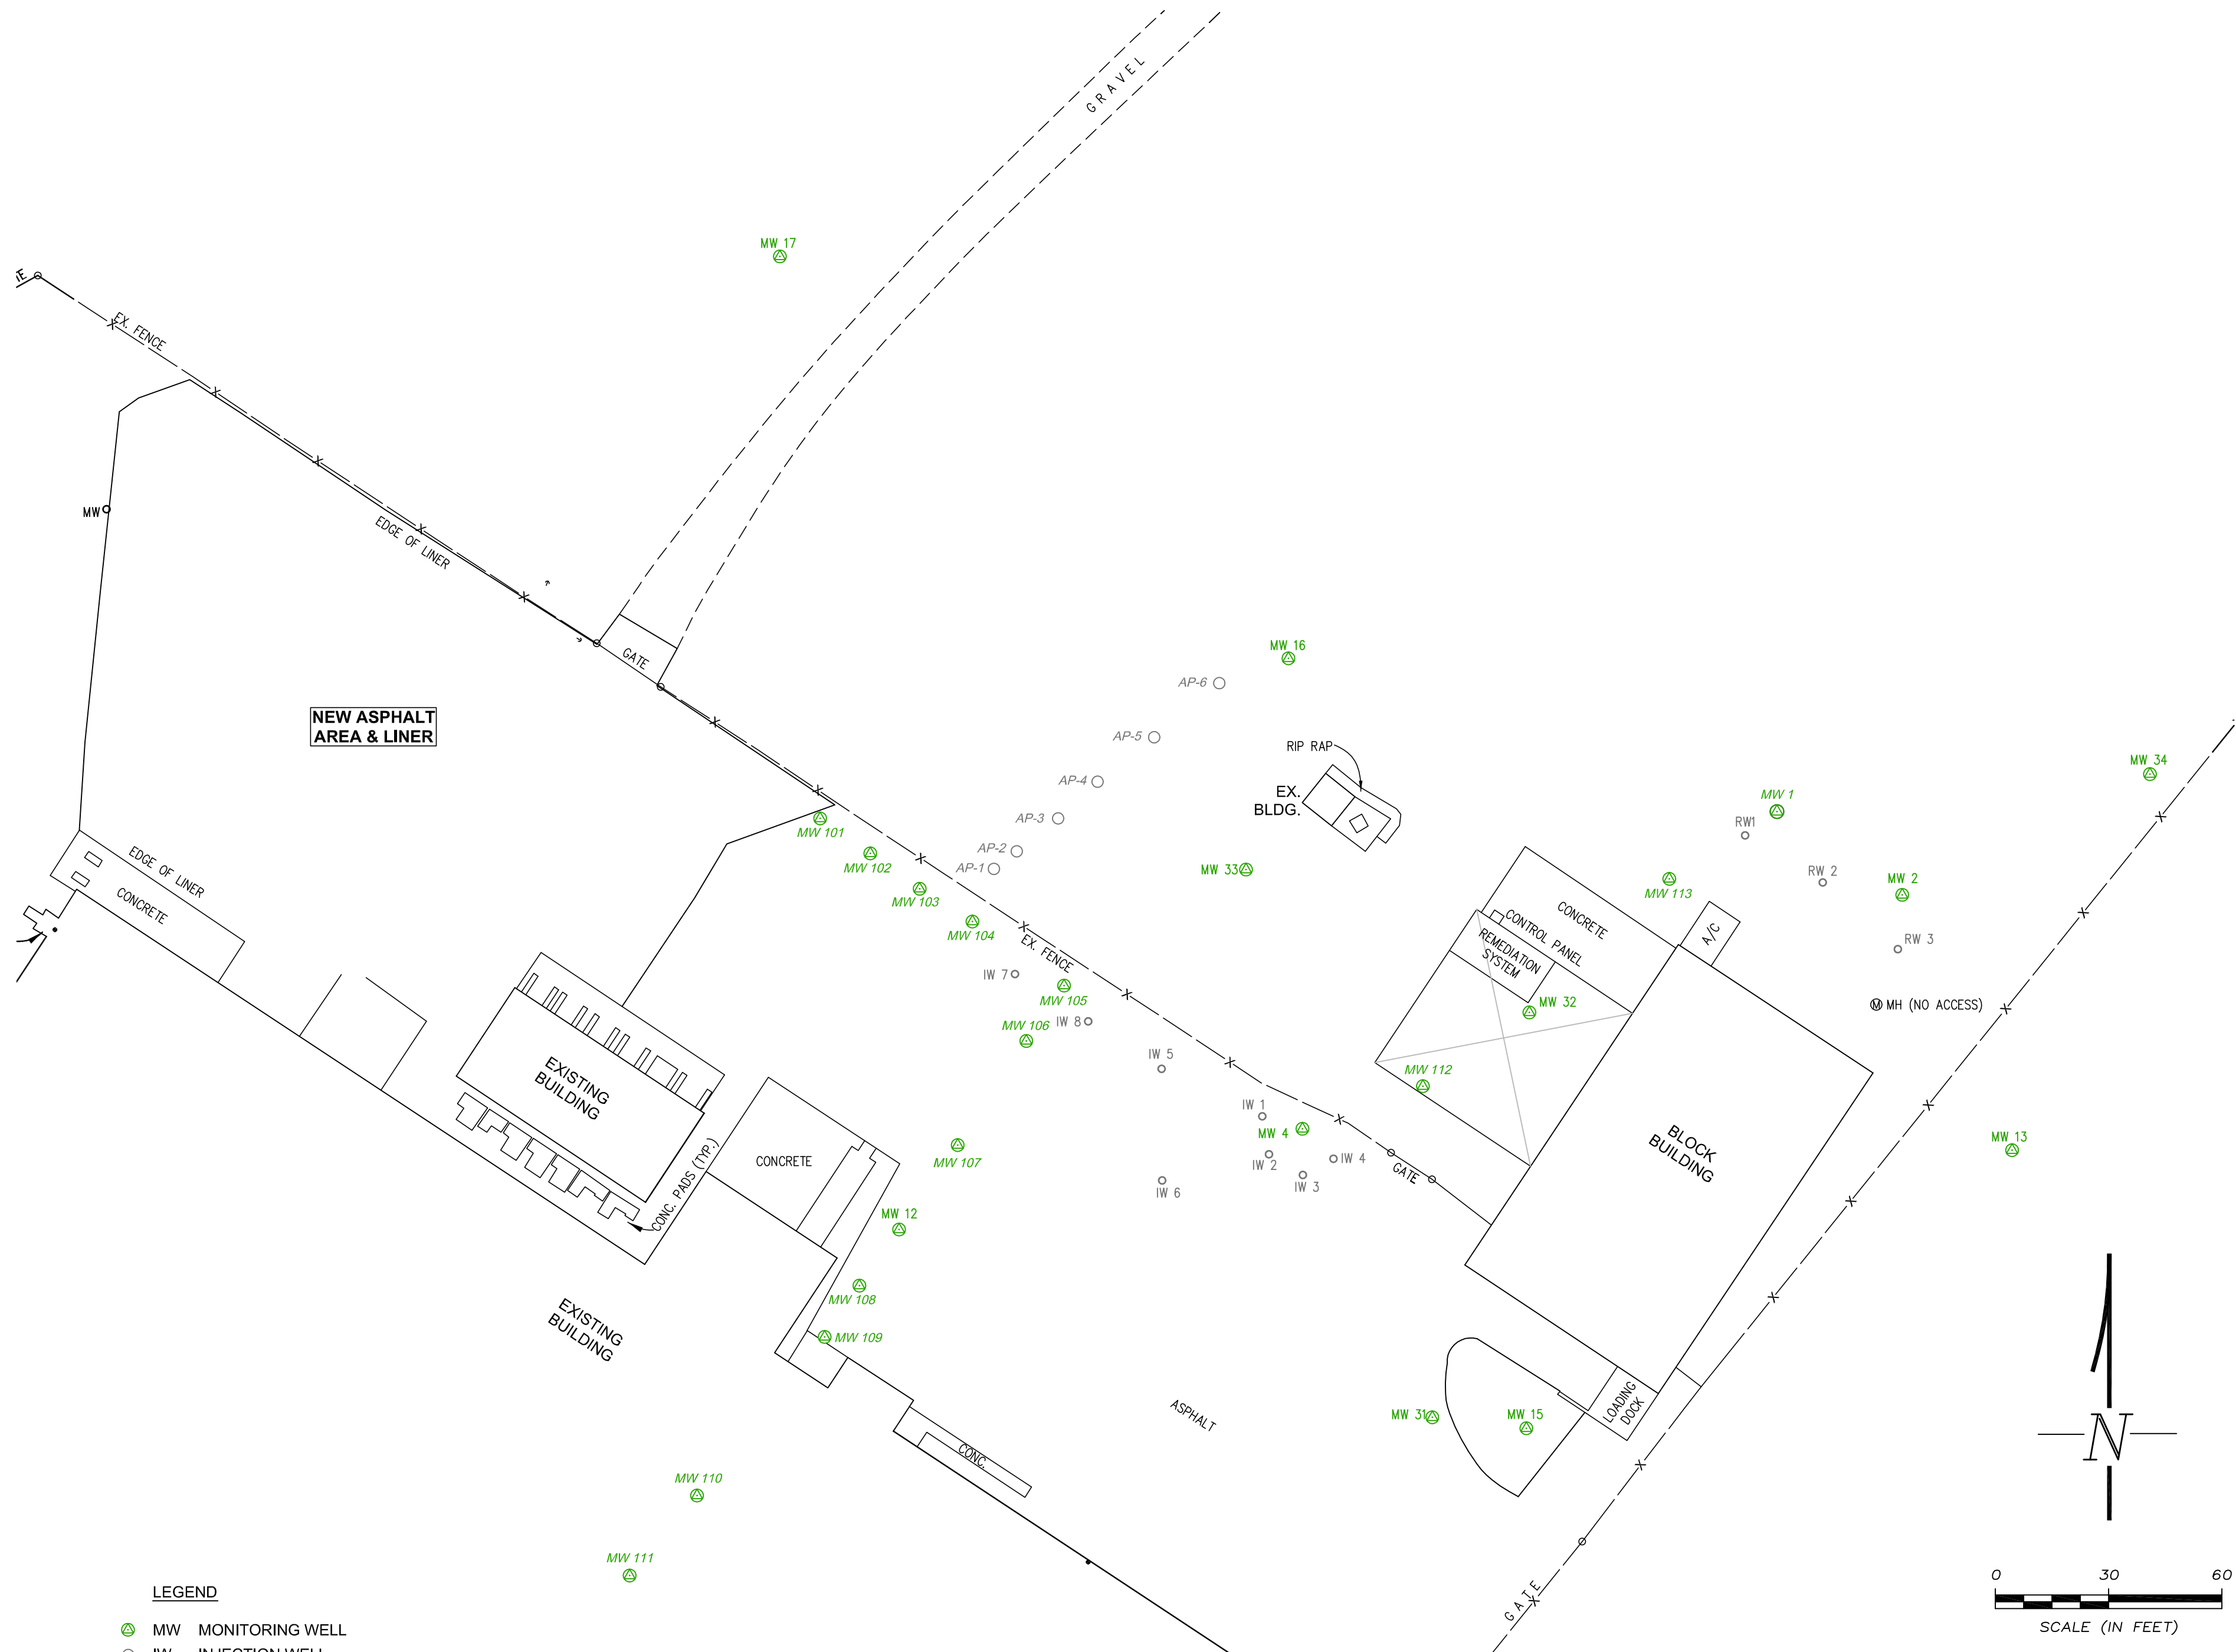 GRAVEL
MW 17
EX. FENCE
MW
EDGE OF LINER
GATE
MW 16
AP-6
NEW ASPHALT
AREA & LINER
AP-5
RIP RAP
MW 34
AP-4
EX.
BLDG.
MW 1
AP-3
RW1
MW 101
AP-2
MW 102
AP-1
MW 33
RW 2
MW 2
MW 113
EDGE OF LINER
CONCRETE
MW 103
MW 104
EX. FENCE
CONCRETE
CONTROL PANEL
REMEDIATION
SYSTEM
A/C
RW 3
IW 7
MW 105
MW 32
M MH (NO ACCESS)
MW 106
IW 8
IW 5
MW 112
EXISTING
BUILDING
IW 1
MW 4
MW 13
BLOCK
BUILDING
CONCRETE
MW 107
IW 2
IW 4
IW 3
GATE
IW 6
CONC. PADS (TYP.)
MW 12
MW 108
EXISTING
BUILDING
MW 109
ASPHALT
MW 31
MW 15
LOADING
DOCK
CONC.
N
MW 110
MW 111
GATE
LEGEND
MW MONITORING WELL
IW INJECTION WELL
0 30 60
SCALE (IN FEET)